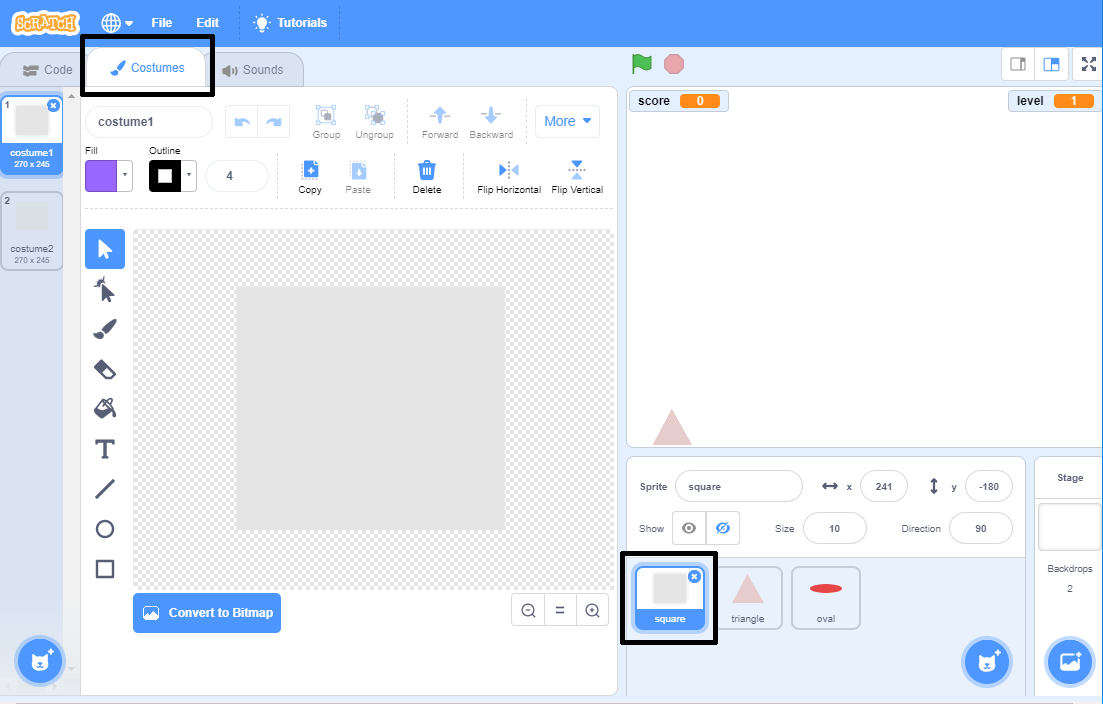 SCRATCH File Edit Tutorials
Code Costumes Sounds
1
costume1
270 x 245
2
costume2
270 x 245
costume1
Group Ungroup Forward Backward More
Fill Outline
4
Copy Paste Delete Flip Horizontal Flip Vertical
T
Convert to Bitmap
score 0 level 1
Sprite square x 241 y -180
Show Size 10 Direction 90
square triangle oval
Stage
Backdrops
2